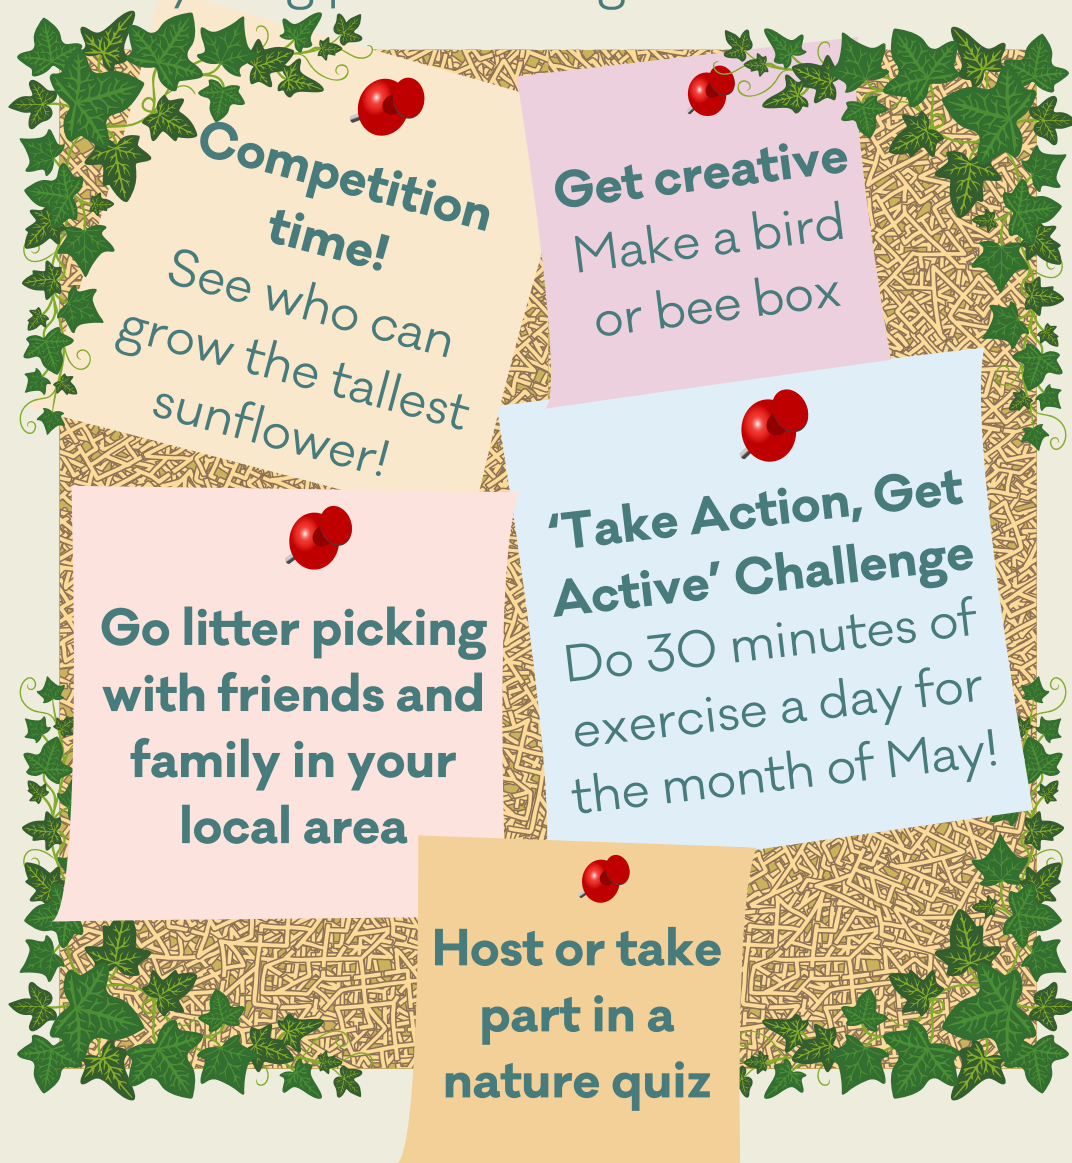 Competition
time!
See who can
grow the tallest
sunflower!
Get creative
Make a bird
or bee box
‘Take Action, Get
Active’ Challenge
Do 30 minutes of
exercise a day for
the month of May!
Go litter picking
with friends and
family in your
local area
Host or take
part in a
nature quiz